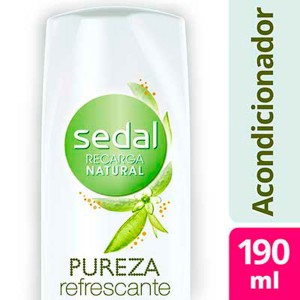 sedal
RECARGA
NATURAL
PUREZA
refrescante
Acondicionador
190
ml